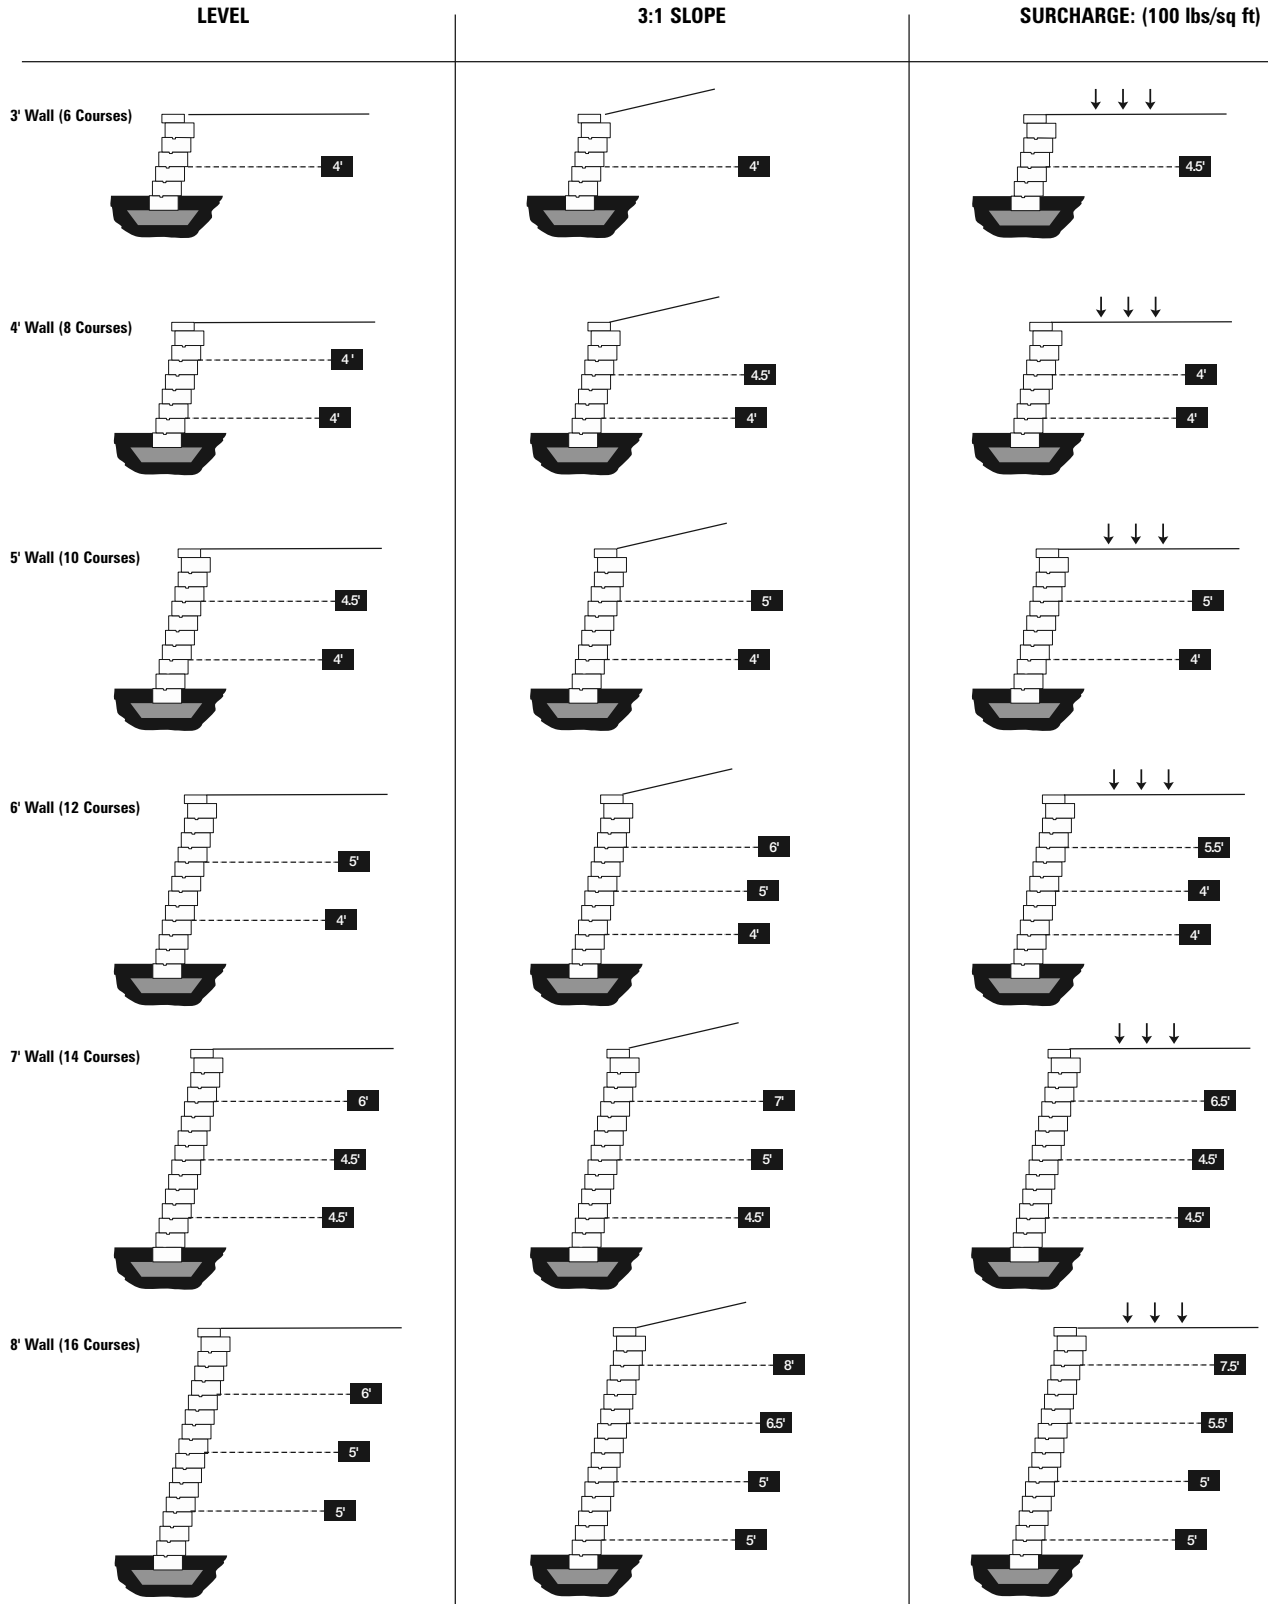 LEVEL 3:1 SLOPE SURCHARGE: (100 lbs/sq ft)
3' Wall (6 Courses)
4' 4' 4.5'
4' Wall (8 Courses)
4 '
4.5' 4'
4' 4' 4'
5' Wall (10 Courses)
4.5' 5' 5'
4' 4' 4'
6' Wall (12 Courses)
6' 5.5'
5'
5' 4'
4'
4' 4'
7' Wall (14 Courses)
6' 7' 6.5'
4.5' 5' 4.5'
4.5' 4.5' 4.5'
8' Wall (16 Courses)
8' 7.5'
6'
6.5' 5.5'
5'
5' 5'
5'
5' 5'